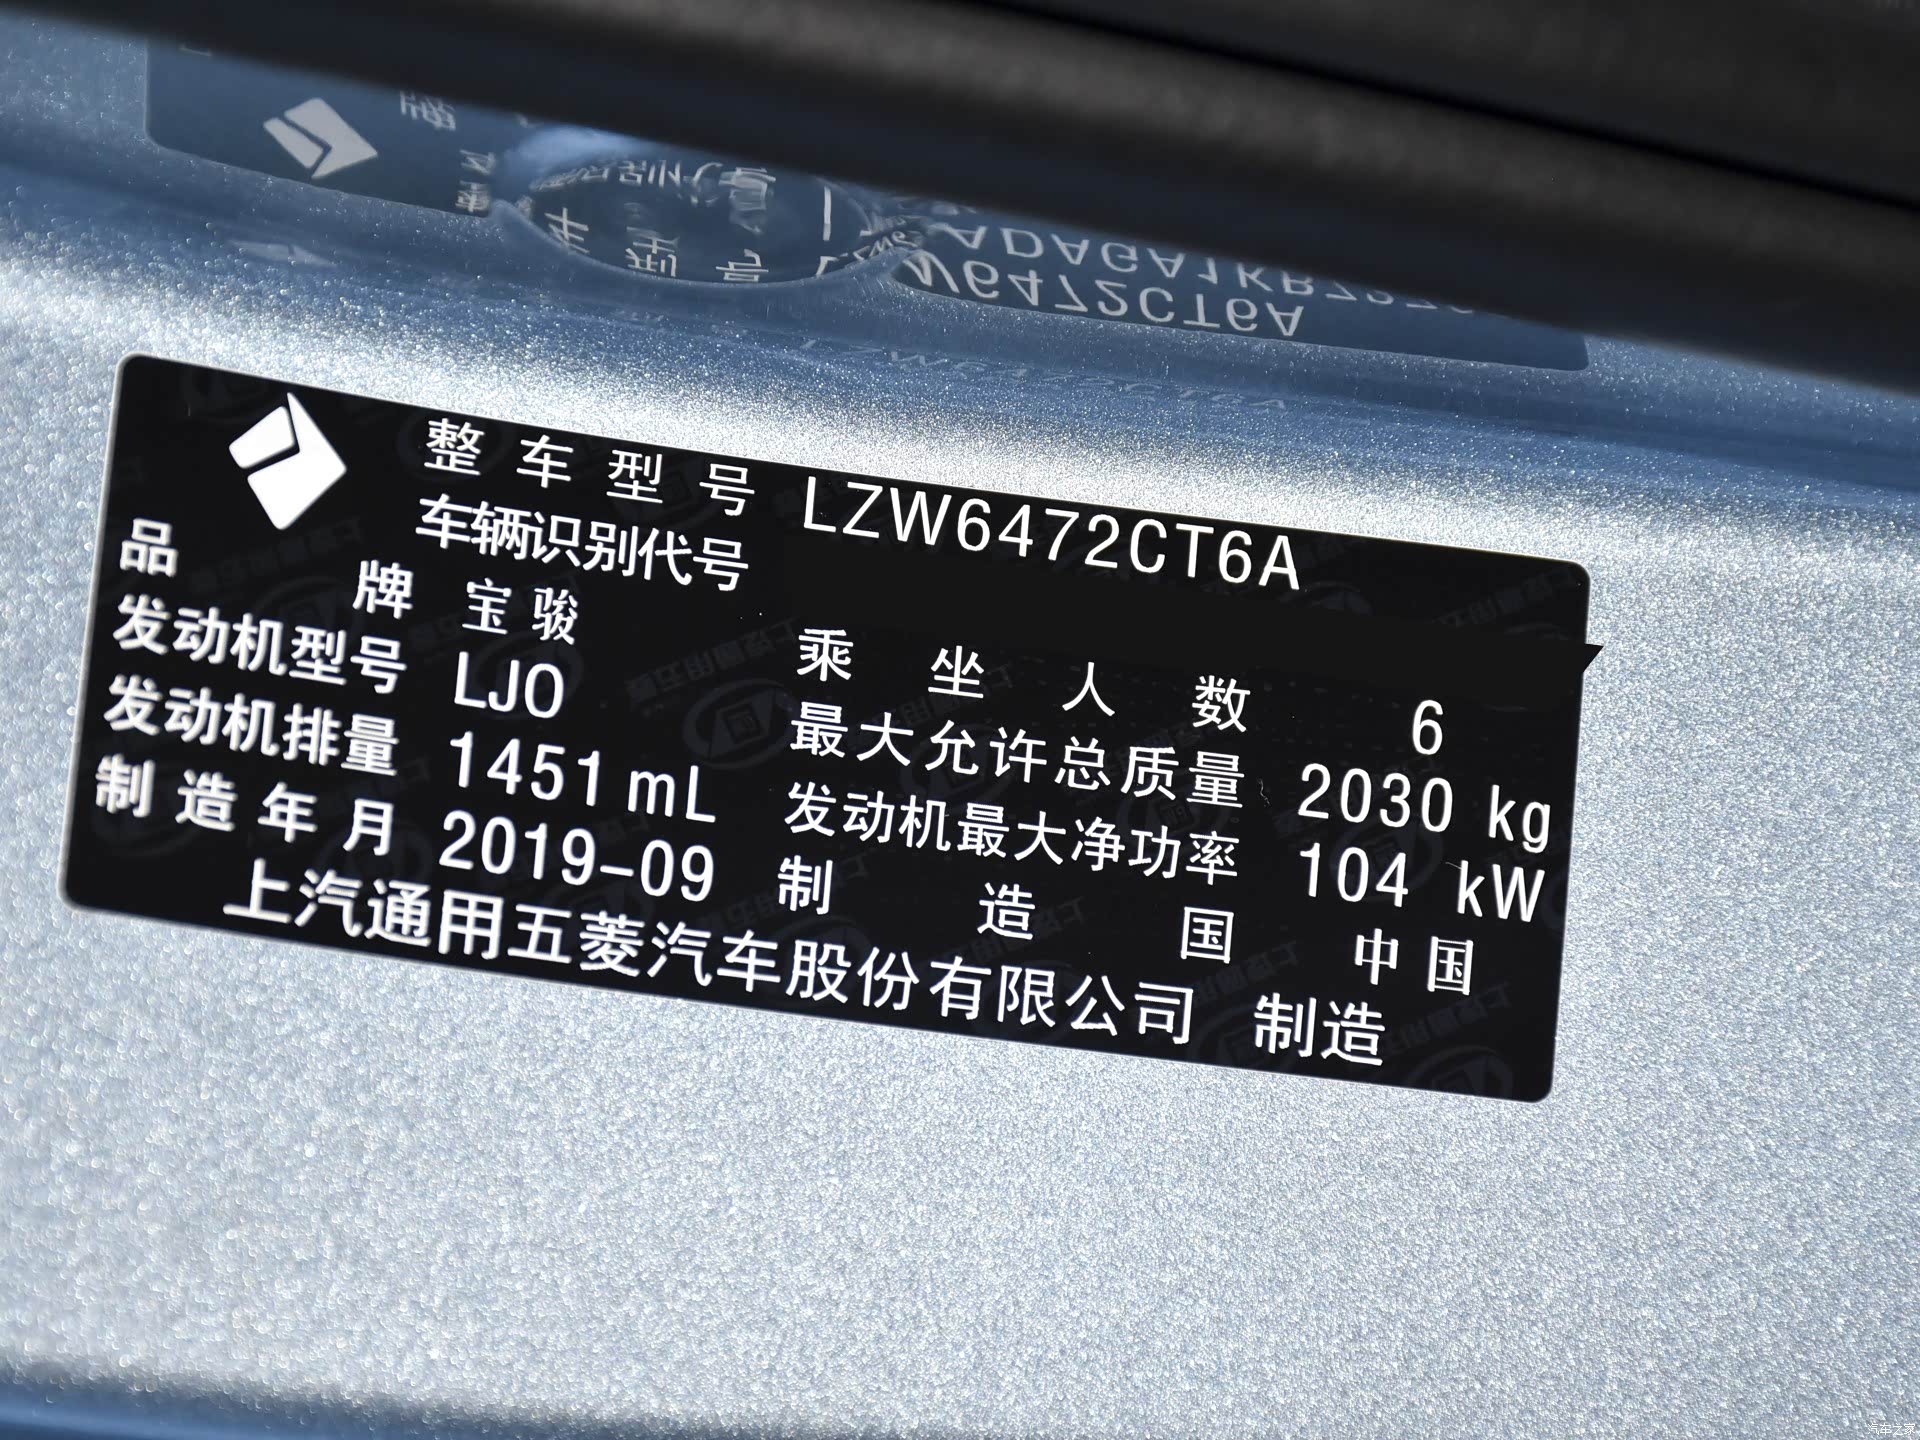 整车型号 LZW6472CT6A
车辆识别代号
品牌 宝骏 乘坐人数 6
发动机型号 LJO 最大允许总质量 2030 kg
发动机排量 1451 mL 发动机最大净功率 104 kW
制造年月 2019-09 制造国 中国
上汽通用五菱汽车股份有限公司 制造
汽车之家